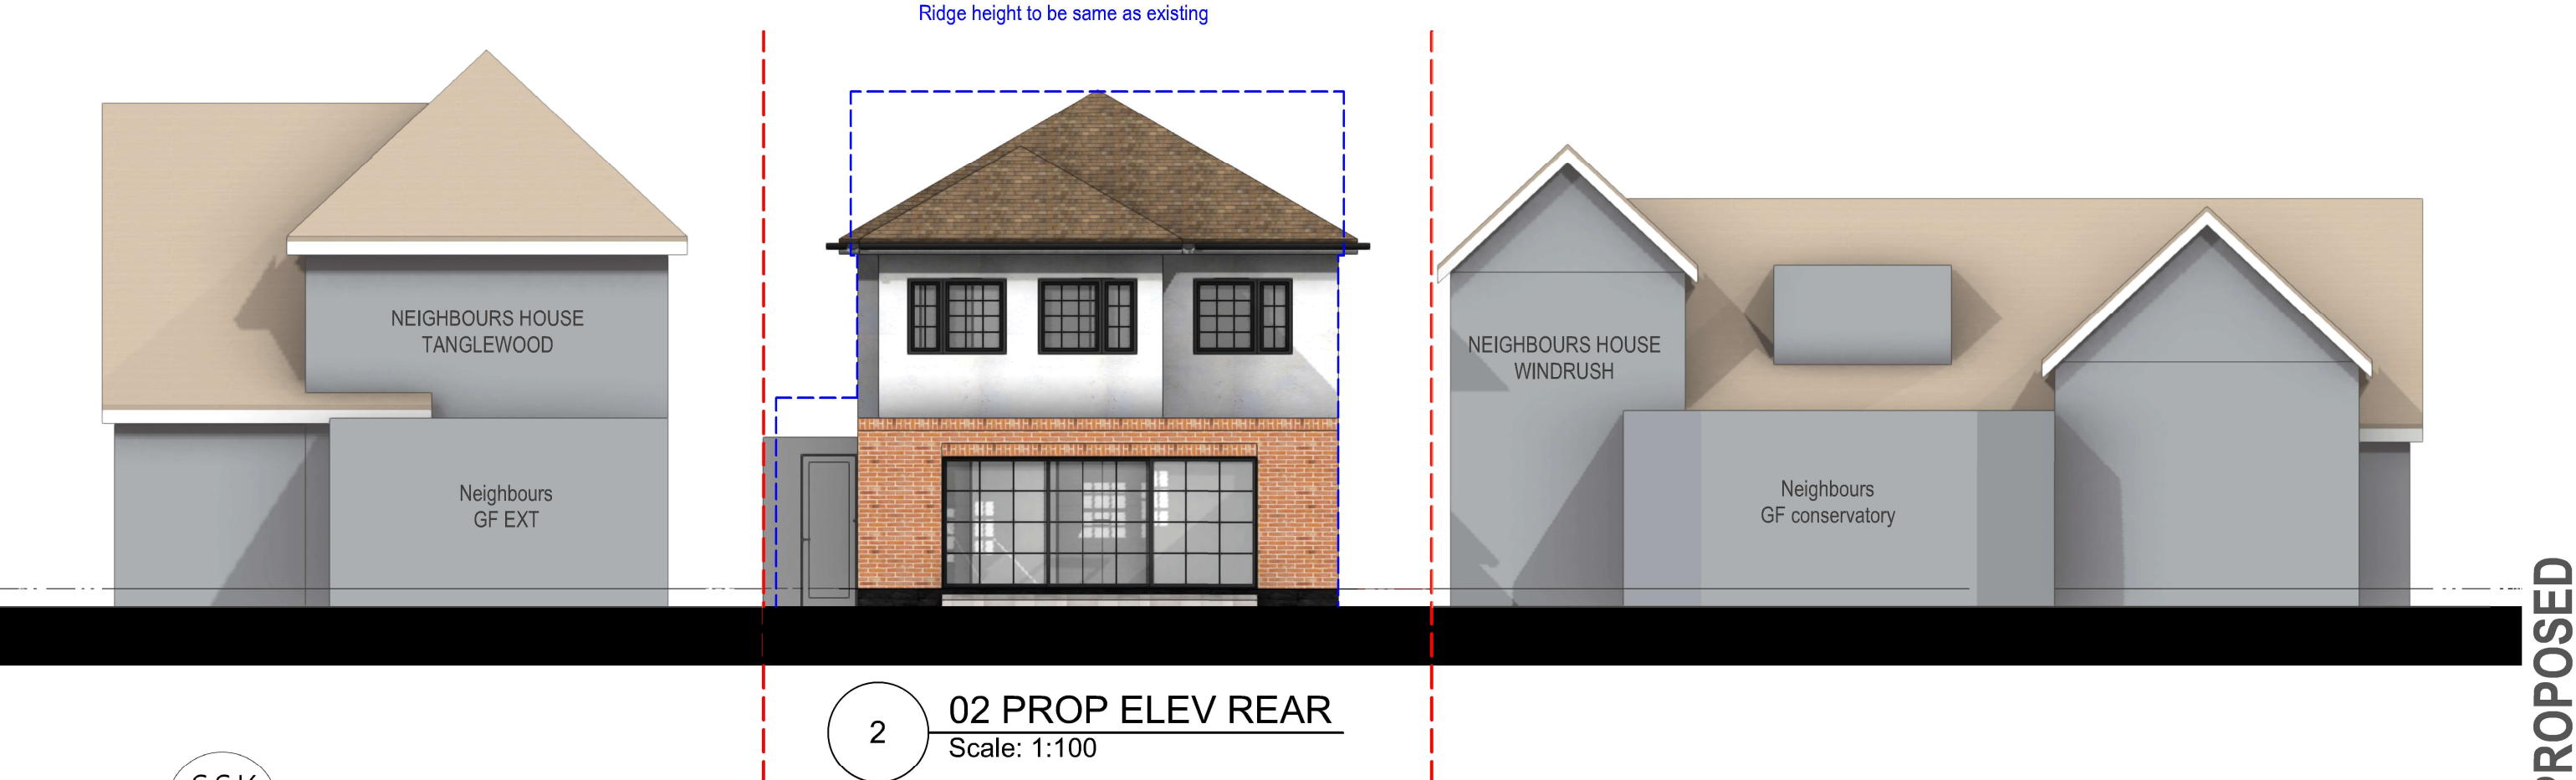 Ridge height to be same as existing
NEIGHBOURS HOUSE
TANGLEWOOD
NEIGHBOURS HOUSE
WINDRUSH
Neighbours
GF EXT
Neighbours
GF conservatory
PROPOSED
2
02 PROP ELEV REAR
Scale: 1:100